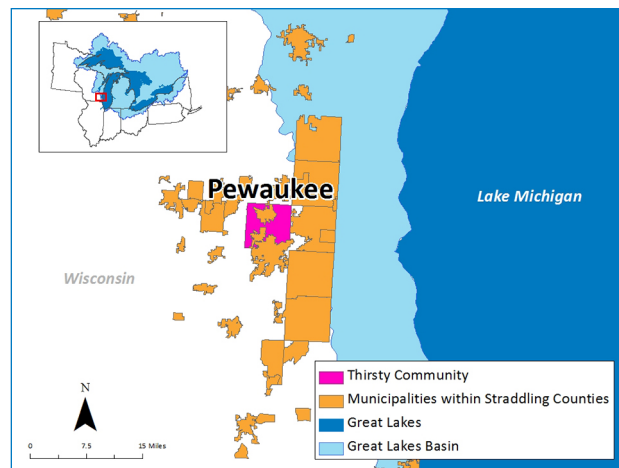 Pewaukee
Lake Michigan
Wisconsin
Thirsty Community
Municipalities within Straddling Counties
Great Lakes
Great Lakes Basin
N
0 7.5 15 Miles